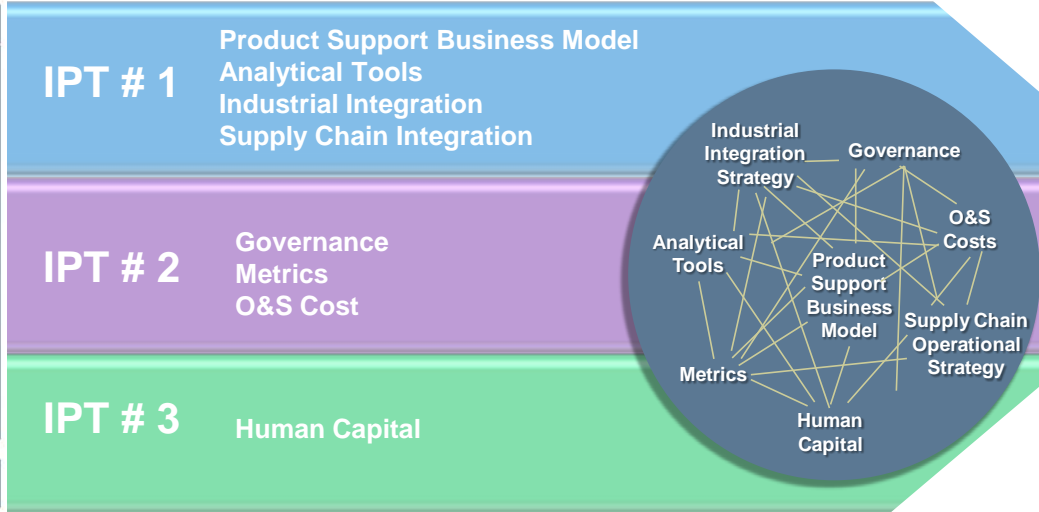 IPT # 1
Product Support Business Model
Analytical Tools
Industrial Integration
Supply Chain Integration
IPT # 2
Governance
Metrics
O&S Cost
IPT # 3
Human Capital
Industrial
Integration
Strategy
Governance
O&S
Costs
Analytical
Tools
Product
Support
Business
Model
Supply Chain
Operational
Strategy
Metrics
Human
Capital